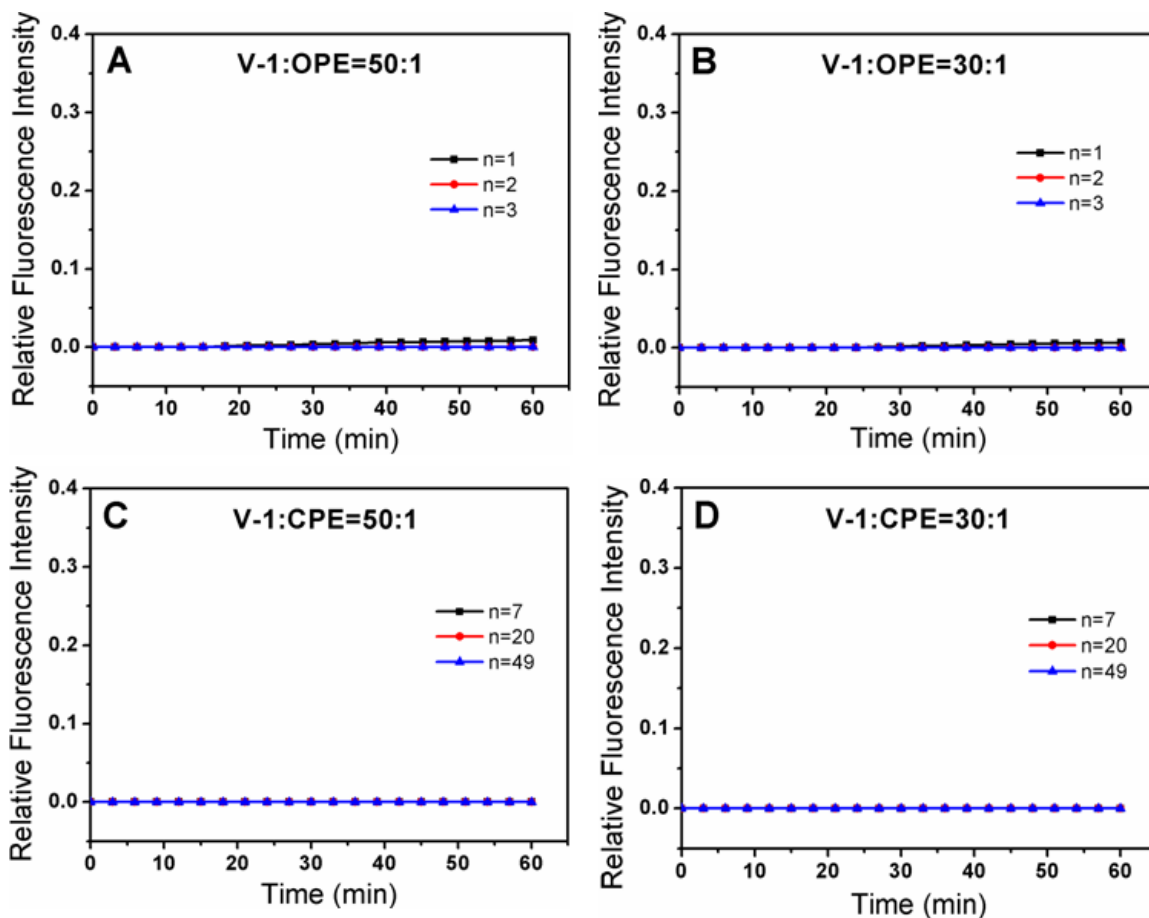 A
V-1:OPE=50:1
Relative Fluorescence Intensity
0.4
0.3
0.2
0.1
0.0
n=1
n=2
n=3
0 10 20 30 40 50 60
Time (min)
B
V-1:OPE=30:1
Relative Fluorescence Intensity
0.4
0.3
0.2
0.1
0.0
n=1
n=2
n=3
0 10 20 30 40 50 60
Time (min)
C
V-1:CPE=50:1
Relative Fluorescence Intensity
0.4
0.3
0.2
0.1
0.0
n=7
n=20
n=49
0 10 20 30 40 50 60
Time (min)
D
V-1:CPE=30:1
Relative Fluorescence Intensity
0.4
0.3
0.2
0.1
0.0
n=7
n=20
n=49
0 10 20 30 40 50 60
Time (min)